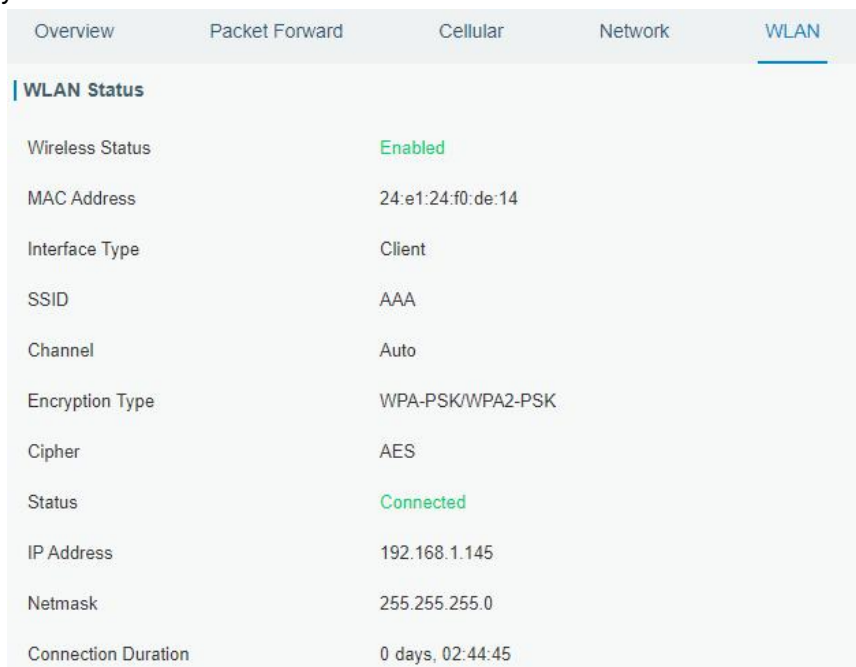 Overview Packet Forward Cellular Network WLAN
WLAN Status
Wireless Status Enabled
MAC Address 24:e1:24:f0:de:14
Interface Type Client
SSID AAA
Channel Auto
Encryption Type WPA-PSK/WPA2-PSK
Cipher AES
Status Connected
IP Address 192.168.1.145
Netmask 255.255.255.0
Connection Duration 0 days, 02:44:45